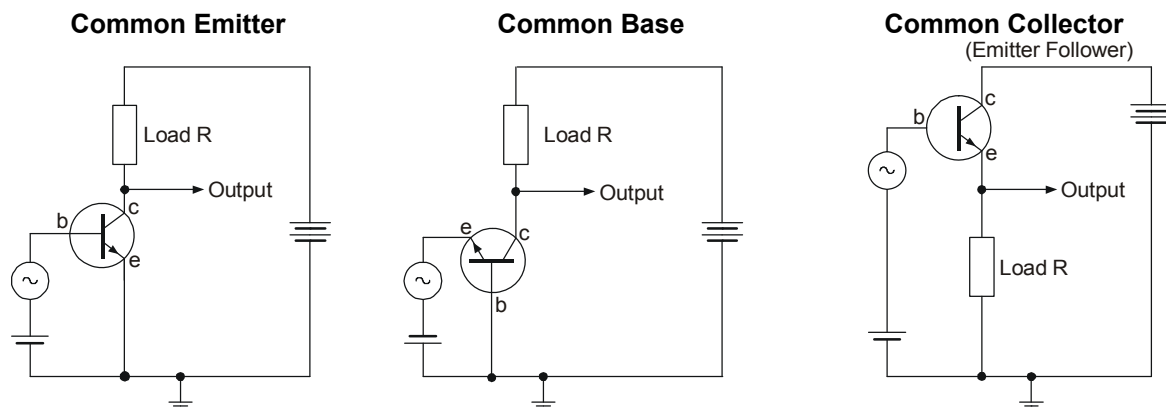 Common Emitter
Common Base
Common Collector
(Emitter Follower)
Load R
Output
b
c
e
~
Load R
Output
e
c
b
~
c
b
e
Output
Load R
~